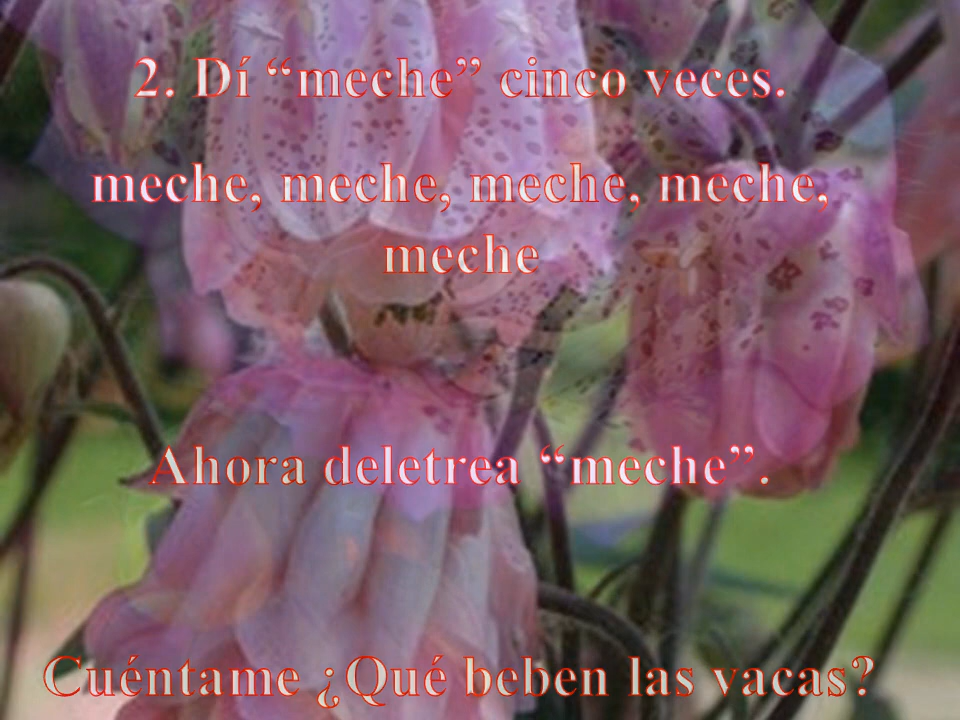 2. Dí “meche” cinco veces.
meche, meche, meche, meche,
meche
Ahora deletrea “meche”.
Cuéntame ¿Qué beben las vacas?